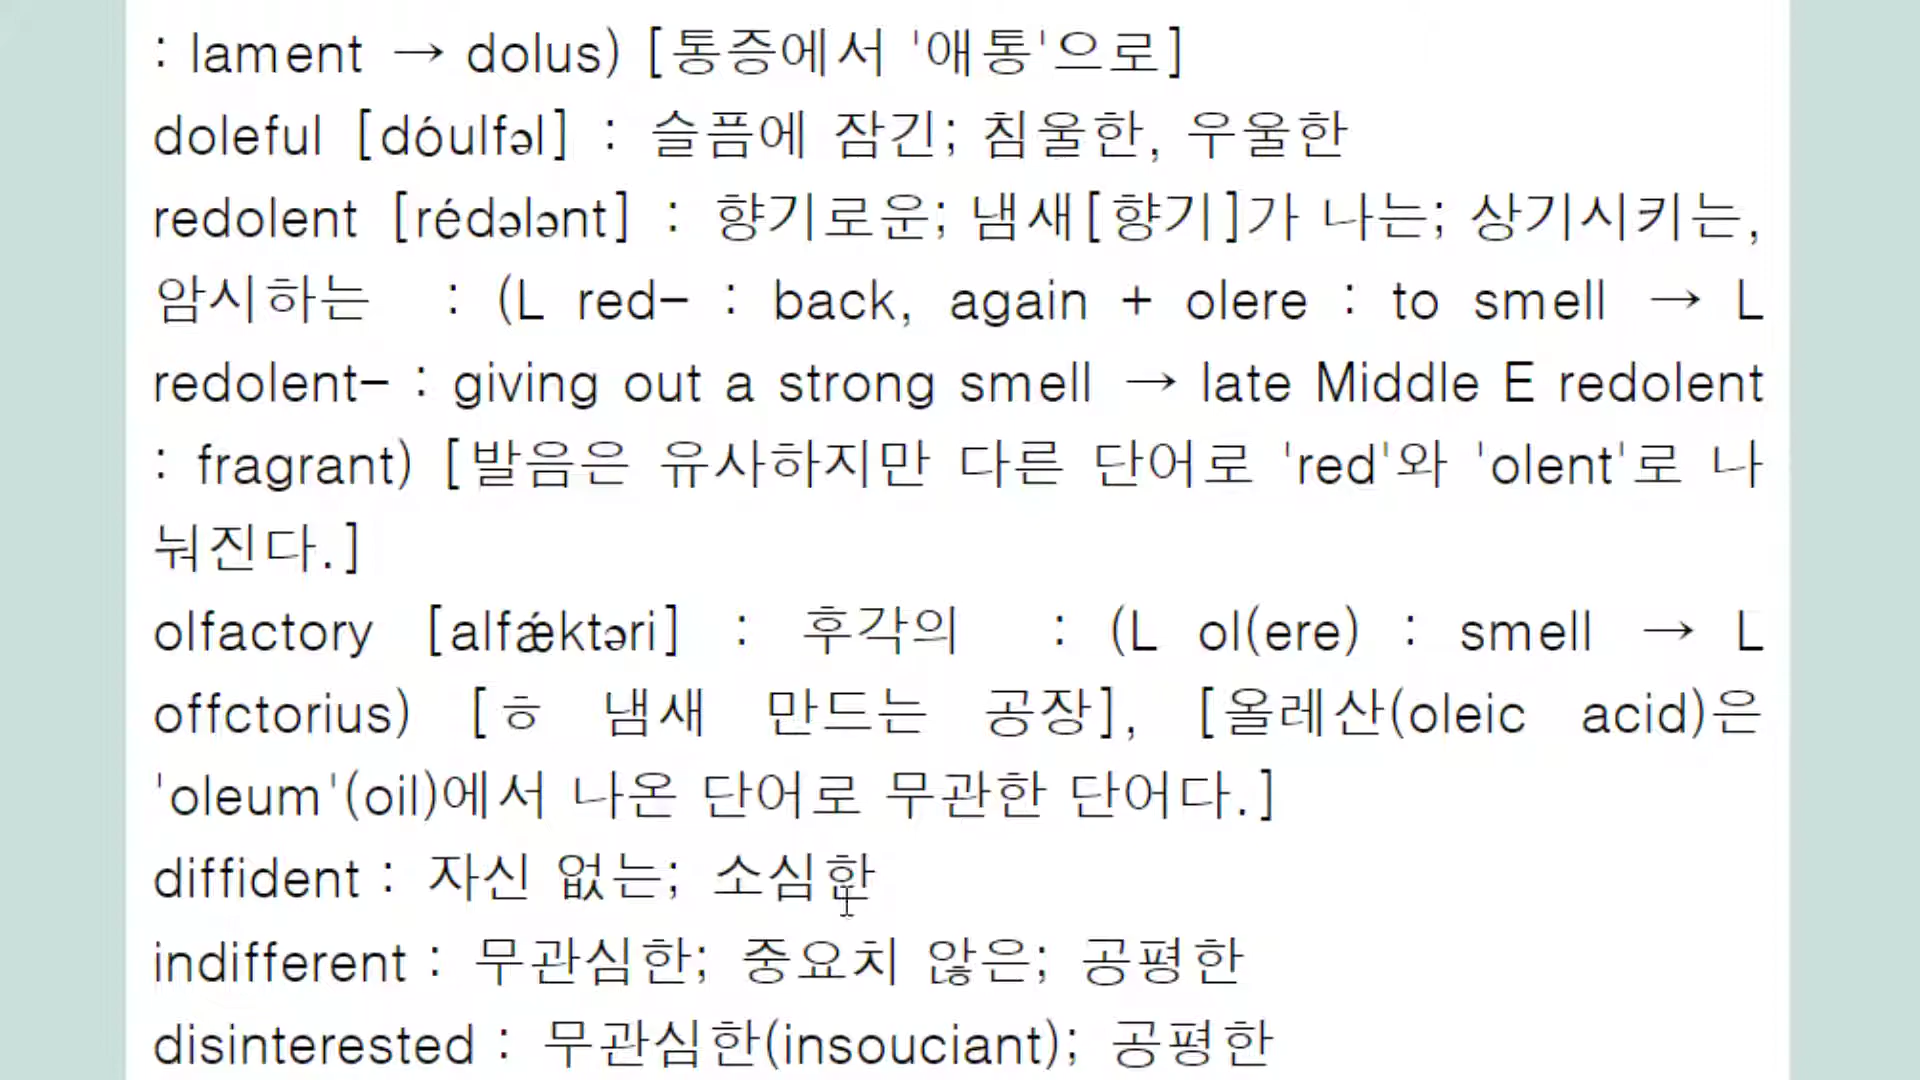 : lament → dolus) [통증에서 '애통'으로]
doleful [dóulfəl] : 슬픔에 잠긴; 침울한, 우울한
redolent [rédələnt] : 향기로운; 냄새[향기]가 나는; 상기시키는,
암시하는 : (L red- : back, again + olere : to smell → L
redolent- : giving out a strong smell → late Middle E redolent
: fragrant) [발음은 유사하지만 다른 단어로 'red'와 'olent'로 나
눠진다.]
olfactory [alfǽktəri] : 후각의 : (L ol(ere) : smell → L
offctorius) [ㅎ 냄새 만드는 공장], [올레산(oleic acid)은
'oleum'(oil)에서 나온 단어로 무관한 단어다.]
diffident : 자신 없는; 소심한
indifferent : 무관심한; 중요치 않은; 공평한
disinterested : 무관심한(insouciant); 공평한